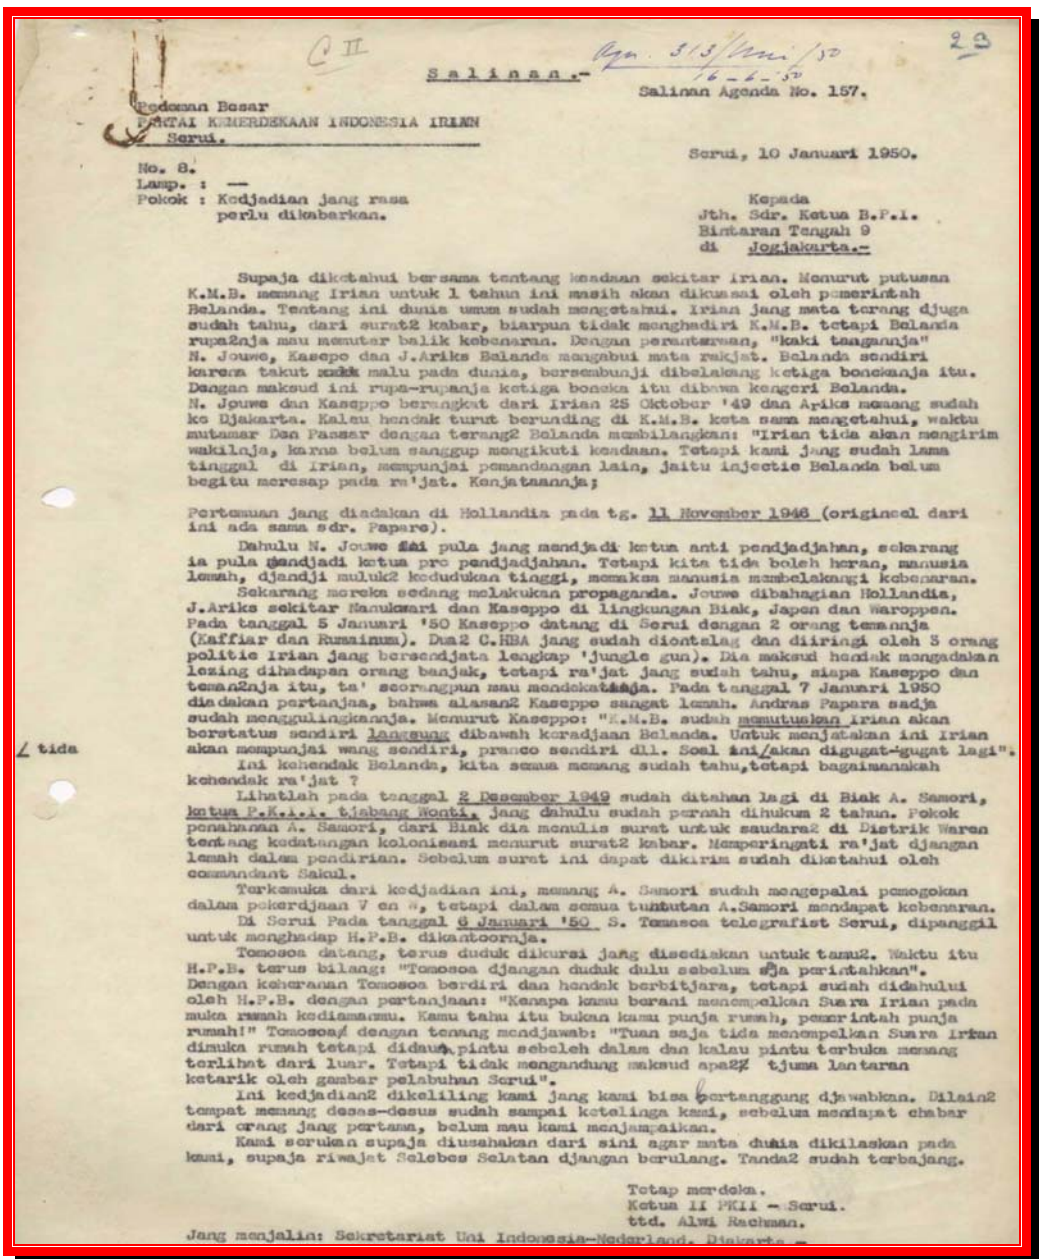 C II
Agn. 313/Uni/50
16-6-'50
23
Salinan.-
Salinan Agenda No. 157.
Pedoman Besar
PARTAI KEMERDEKAAN INDONESIA IRIAN
Serui.
Serui, 10 Januari 1950.
No. 8.
Lamp. : —
Pokok : Kedjadian jang rasa
perlu dikabarkan.
Kepada
Jth. Sdr. Ketua B.P.I.
Bintaran Tengah 9
di Jogjakarta.-
Supaja diketahui bersama tentang keadaan sekitar Irian. Menurut putusan
K.M.B. memang Irian untuk 1 tahun ini masih akan dikuasai oleh pemerintah
Belanda. Tentang ini dunia umum sudah mengetahui. Irian jang mata terang djuga
sudah tahu, dari surat2 kabar, biarpun tidak menghadiri K.M.B. tetapi Belanda
rupa2nja mau memutar balik kebenaran. Dengan perantaraan, "kaki tangannja"
N. Jouwe, Kasepo dan J.Ariks Belanda mengabui mata rakjat. Belanda sendiri
karena takut malu pada dunia, bersembunji dibelakang ketiga bonekanja itu.
Dengan maksud ini rupa-rupanja ketiga boneka itu dibawa kengeri Belanda.
N. Jouwe dan Kaseppo berangkat dari Irian 25 Oktober '49 dan Ariks memang sudah
ke Djakarta. Kalau hendak turut berunding di K.M.B. kota sama mengetahui, waktu
mutamar Den Passar dengan terang2 Belanda membilangkan: "Irian tida akan mengirim
wakilnja, karna belum sanggup mengikuti keadaan. Tetapi kami jang sudah lama
tinggal di Irian, mempunjai pemandangan lain, jaitu injectie Belanda belum
begitu meresap pada ra'jat. Kenjataannja;
Pertemuan jang diadakan di Hollandia pada tg. 11 November 1946 (origineel dari
ini ada sama sdr. Papare).
Dahulu N. Jouwe ini pula jang mendjadi ketua anti pendjadjahan, sekarang
ia pula mendjadi ketua pro pendjadjahan. Tetapi kita tida boleh heran, manusia
lemah, djandji muluk2 kedudukan tinggi, memaksa manusia membelakangi kebenaran.
Sekarang mereka sedang melakukan propaganda. Jouwe dibahagian Hollandia,
J.Ariks sekitar Manukwari dan Kaseppo di lingkungan Biak, Japen dan Waroppen.
Pada tanggal 5 Januari '50 Kaseppo datang di Serui dengan 2 orang temannja
(Kaffiar dan Rumainum). Dua2 C.HBA jang sudah diontslag dan diiringi oleh 3 orang
politie Irian jang bersendjata lengkap 'jungle gun). Dia maksud hendak mengadakan
lezing dihadapan orang banjak, tetapi ra'jat jang sudah tahu, siapa Kaseppo dan
teman2nja itu, ta' seorangpun mau mendekatinja. Pada tanggal 7 Januari 1950
diadakan pertanjaa, bahwa alasan2 Kaseppo sangat lemah. Andras Papara sadja
sudah menggulingkannja. Menurut Kaseppo: "K.M.B. sudah memutuskan Irian akan
berstatus sendiri langsung dibawah keradjaan Belanda. Untuk menjatakan ini Irian
/ tida akan mempunjai wang sendiri, pranco sendiri dll. Soal ini/akan digugat-gugat lagi".
Ini kehendak Belanda, kita semua memang sudah tahu,tetapi bagaimanakah
kehendak ra'jat ?
Lihatlah pada tanggal 2 Desember 1949 sudah ditahan lagi di Biak A. Samori,
ketua P.K.I.I. tjabang Wonti, jang dahulu sudah pernah dihukum 2 tahun. Pokok
penahanan A. Samori, dari Biak dia menulis surat untuk saudara2 di Distrik Waren
tentang kedatangan kolonisasi menurut surat2 kabar. Memperingati ra'jat djangan
lemah dalam pendirian. Sebelum surat ini dapat dikirim sudah diketahui oleh
commandant Sakul.
Terkemuka dari kedjadian ini, memang A. Samori sudah mengepalai pemogokan
dalam pekerdjaan V en W, tetapi dalam semua tuntutan A.Samori mendapat kebenaran.
Di Serui Pada tanggal 6 Januari '50 S. Temasoa telegrafist Serui, dipanggil
untuk menghadap H.P.B. dikantoornja.
Tomosoa datang, terus duduk dikursi jang disediakan untuk tamu2. Waktu itu
H.P.B. terus bilang: "Tomosoa djangan duduk dulu sebelum saja perintahkan".
Dengan keheranan Tomosoa berdiri dan hendak berbitjara, tetapi sudah didahului
oleh H.P.B. dengan pertanjaan: "Kenapa kamu berani menempelkan Suara Irian pada
muka rumah kediamanmu. Kamu tahu itu bukan kamu punja rumah, pemerintah punja
rumah!" Tomosoa dengan tenang mendjawab: "Tuan saja tida menempelkan Suara Irian
dimuka rumah tetapi didaun pintu sebeleh dalam dan kalau pintu terbuka memang
terlihat dari luar. Tetapi tidak mengandung maksud apa2 tjuma lantaran
ketarik oleh gambar pelabuhan Serui".
Ini kedjadian2 dikeliling kami jang kami bisa bertanggung djawabkan. Dilain2
tempat memang desas-desus sudah sampai ketelinga kami, sebelum mendapat chabar
dari orang jang pertama, belum mau kami menjampaikan.
Kami serukan supaja diusahakan dari sini agar mata dunia dikilaskan pada
kami, supaja riwajat Selebes Selatan djangan berulang. Tanda2 sudah terbajang.
Tetap merdeka.
Ketua II PKII - Serui.
ttd. Alwi Rachman.
Jang menjalin: Sekretariat Uni Indonesia-Nederland. Djakarta.-